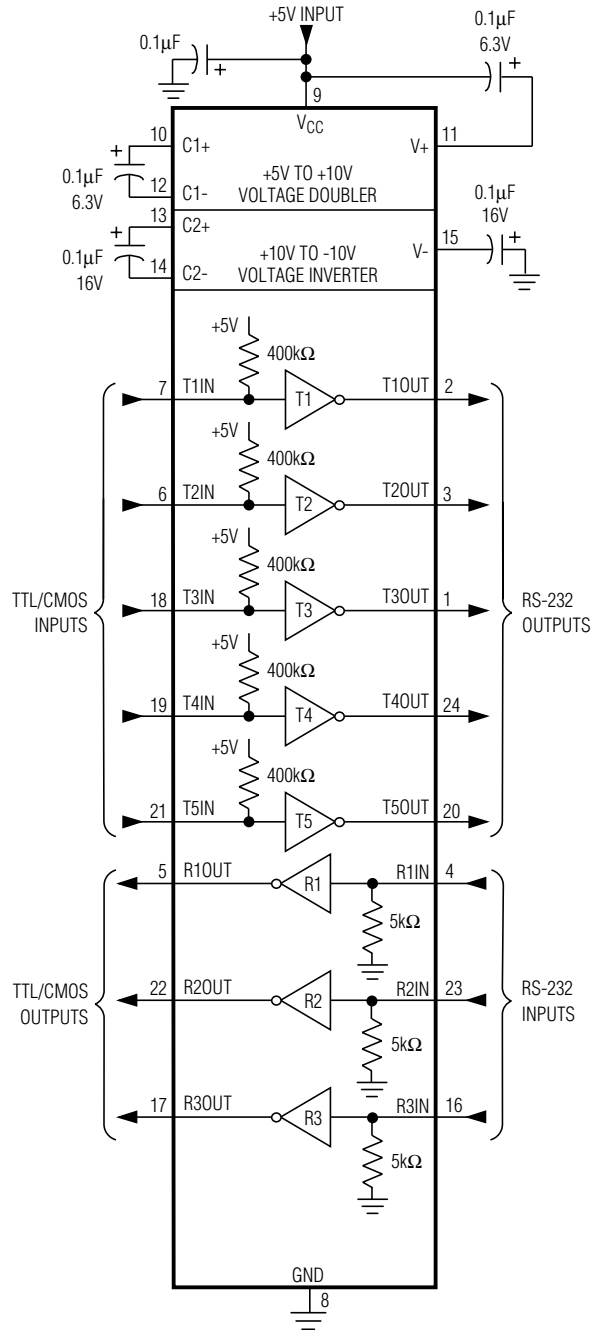 +5V INPUT
0.1μF
0.1μF
6.3V
9
VCC
10
C1+
V+
11
0.1μF
6.3V
12
C1-
+5V TO +10V
VOLTAGE DOUBLER
13
C2+
0.1μF
16V
14
C2-
+10V TO -10V
VOLTAGE INVERTER
V-
15
0.1μF
16V
+5V
400kΩ
7
T1IN
T1
T1OUT
2
+5V
400kΩ
6
T2IN
T2
T2OUT
3
+5V
400kΩ
TTL/CMOS
INPUTS
18
T3IN
T3
T3OUT
1
RS-232
OUTPUTS
+5V
400kΩ
19
T4IN
T4
T4OUT
24
+5V
400kΩ
21
T5IN
T5
T5OUT
20
5
R1OUT
R1
R1IN
4
5kΩ
TTL/CMOS
OUTPUTS
22
R2OUT
R2
R2IN
23
RS-232
INPUTS
5kΩ
17
R3OUT
R3
R3IN
16
5kΩ
GND
8